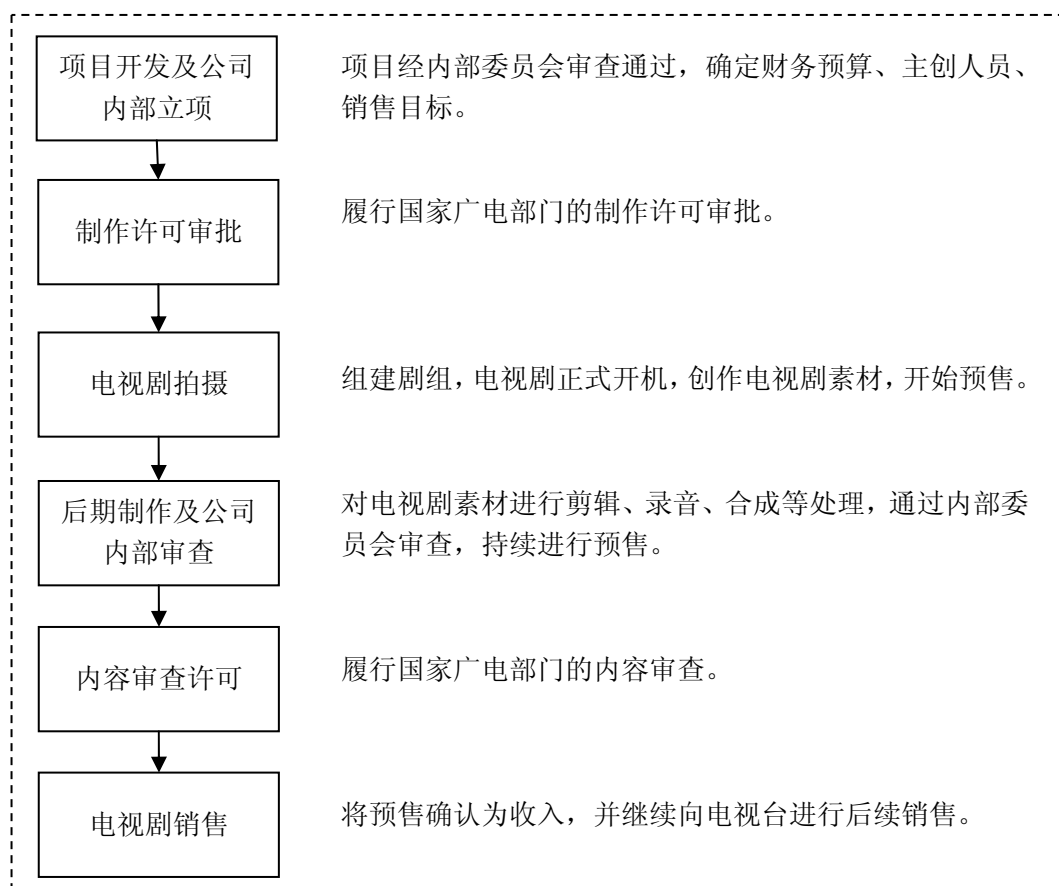 项目开发及公司
内部立项
项目经内部委员会审查通过，确定财务预算、主创人员、
销售目标。
制作许可审批
履行国家广电部门的制作许可审批。
电视剧拍摄
组建剧组，电视剧正式开机，创作电视剧素材，开始预售。
后期制作及公司
内部审查
对电视剧素材进行剪辑、录音、合成等处理，通过内部委
员会审查，持续进行预售。
内容审查许可
履行国家广电部门的内容审查。
电视剧销售
将预售确认为收入，并继续向电视台进行后续销售。